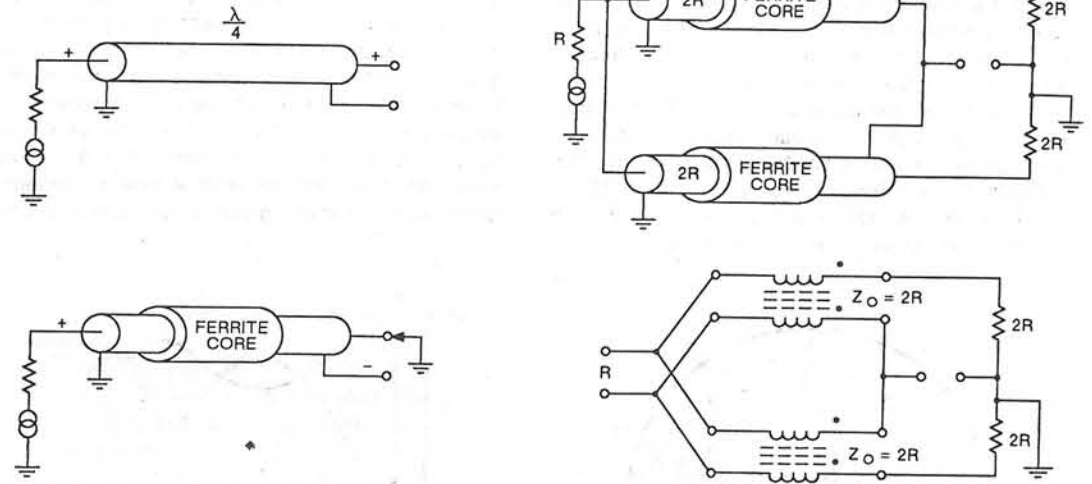 λ
4
+
+
2R
FERRITE
CORE
2R
R
2R
2R
FERRITE
CORE
+
FERRITE
CORE
−
Z O = 2R
2R
R
2R
Z O = 2R